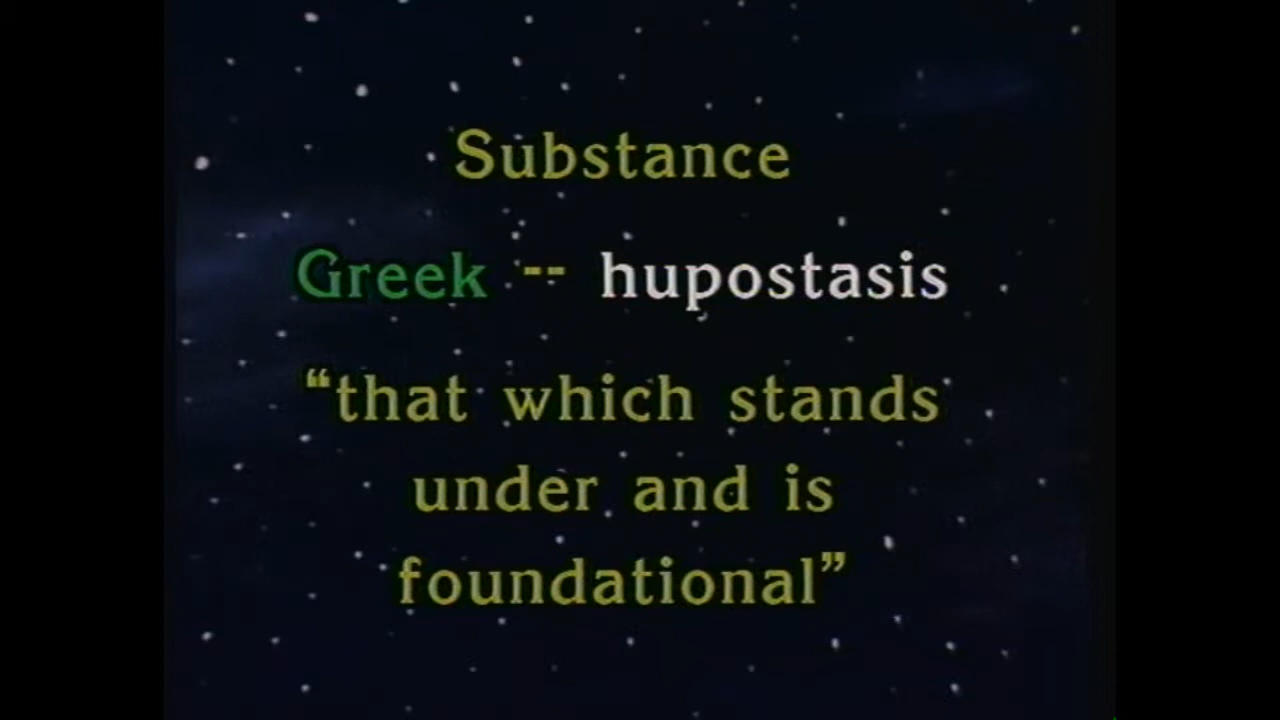 Substance
Greek -- hupostasis
“that which stands
under and is
foundational”